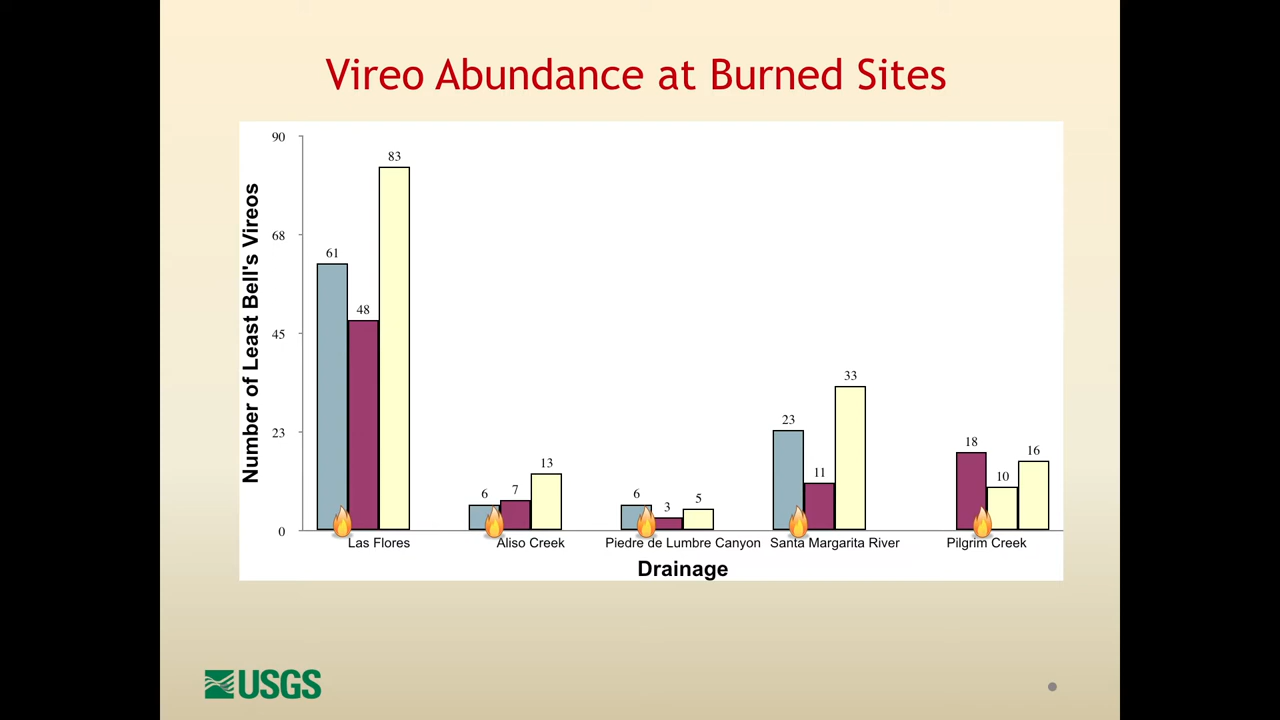 Vireo Abundance at Burned Sites
Number of Least Bell's Vireos
90
68
45
23
0
61
48
83
6
7
13
6
3
5
23
11
33
18
10
16
Las Flores
Aliso Creek
Piedre de Lumbre Canyon
Santa Margarita River
Pilgrim Creek
Drainage
USGS